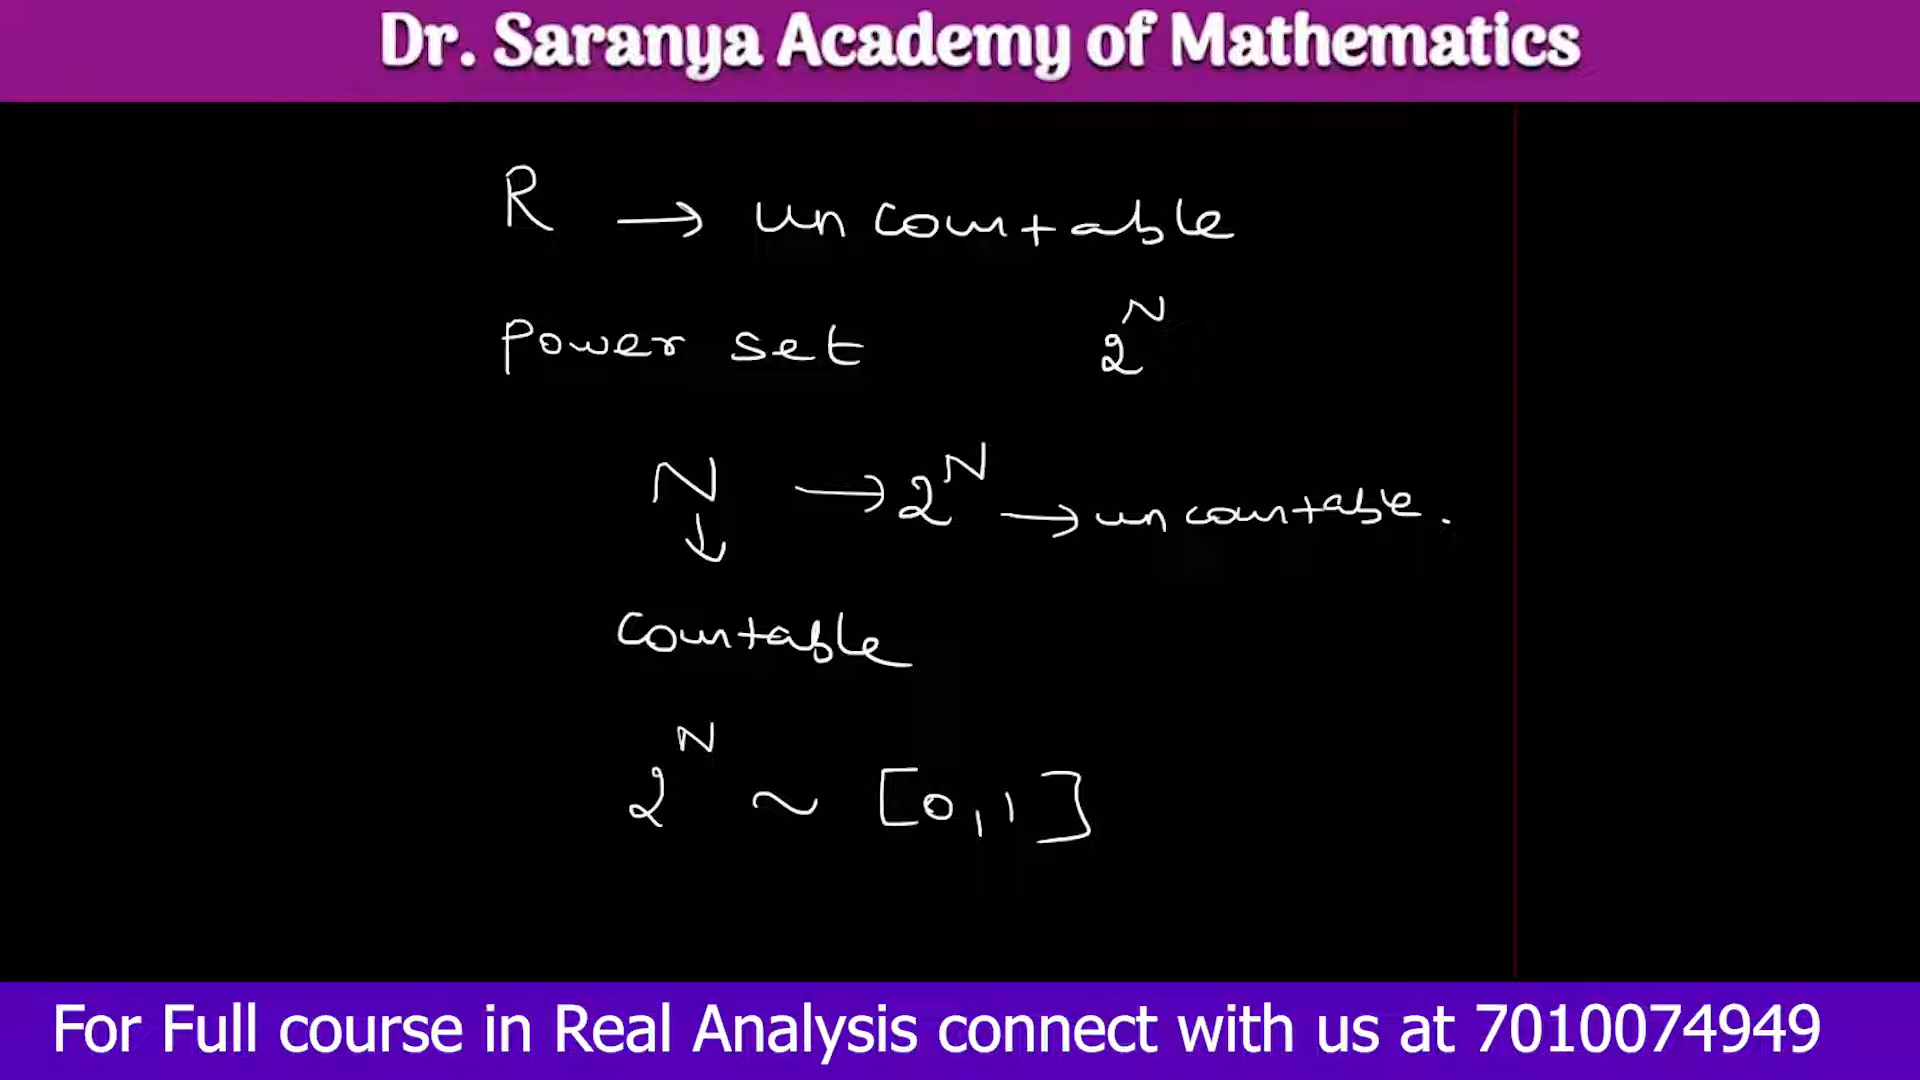 Dr. Saranya Academy of Mathematics
R → uncountable
power set 2^N
N → 2^N → uncountable.
↓
countable
2^N ~ [0,1]
For Full course in Real Analysis connect with us at 7010074949